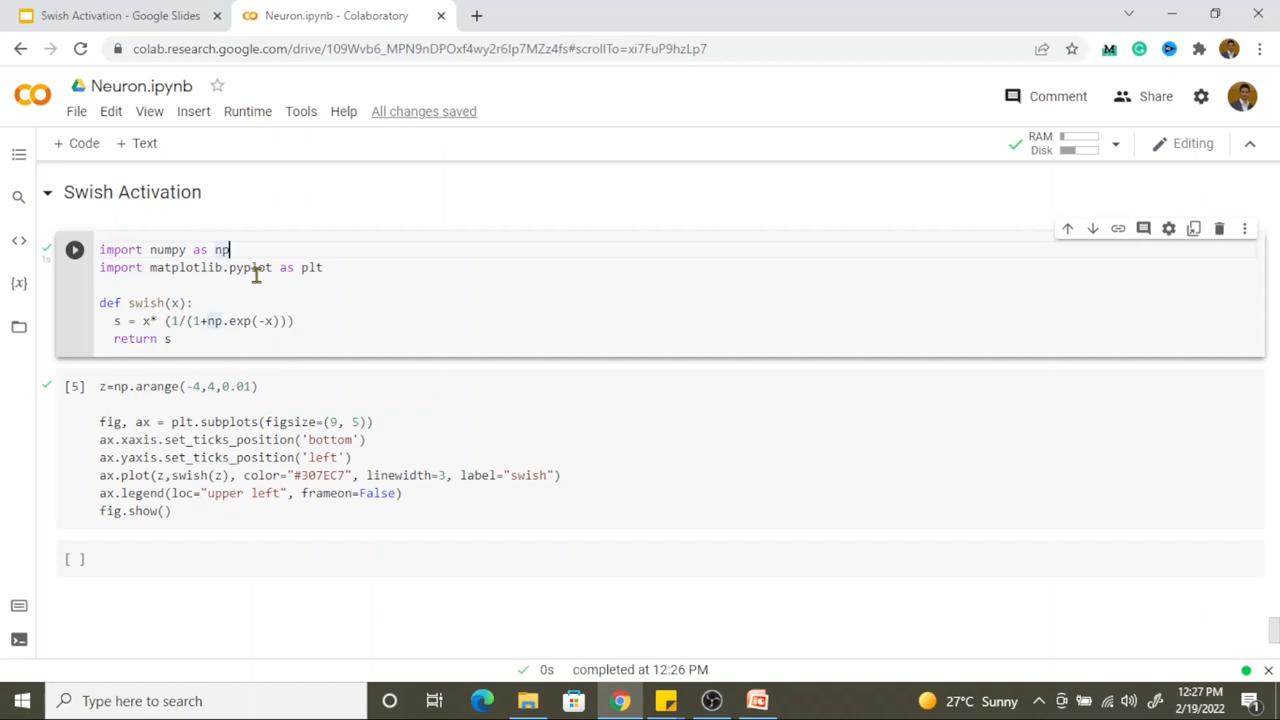 Swish Activation - Google Slides
Neuron.ipynb - Colaboratory
colab.research.google.com/drive/109Wvb6_MPN9nDPOxf4wy2r6Ip7MZz4fs#scrollTo=xi7FuP9hzLp7
Neuron.ipynb
Comment
Share
File Edit View Insert Runtime Tools Help All changes saved
+ Code + Text
RAM
Disk
Editing
Swish Activation
import numpy as np
1s
import matplotlib.pyplot as plt
def swish(x):
s = x* (1/(1+np.exp(-x)))
return s
[5] z=np.arange(-4,4,0.01)
fig, ax = plt.subplots(figsize=(9, 5))
ax.xaxis.set_ticks_position('bottom')
ax.yaxis.set_ticks_position('left')
ax.plot(z,swish(z), color="#307EC7", linewidth=3, label="swish")
ax.legend(loc="upper left", frameon=False)
fig.show()
[ ]
0s completed at 12:26 PM
Type here to search
27°C Sunny
12:27 PM
2/19/2022
1